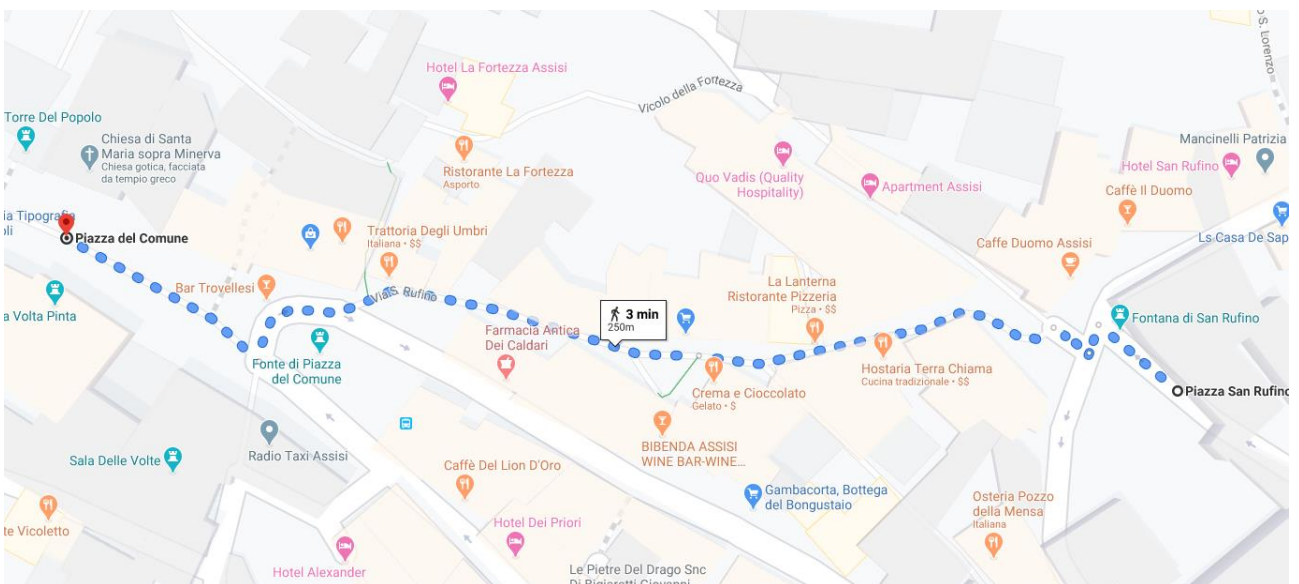 Hotel La Fortezza Assisi
Vicolo della Fortezza
S. Lorenzo
Torre Del Popolo
Chiesa di Santa
Maria sopra Minerva
Chiesa gotica, facciata
da tempio greco
Mancinelli Patrizia
Ristorante La Fortezza
Asporto
Hotel San Rufino
Quo Vadis (Quality
Hospitality)
Apartment Assisi
Caffè Il Duomo
Tipografia
Piazza del Comune
Trattoria Degli Umbri
Italiana • $$
Caffe Duomo Assisi
Ls Casa De Sap
Bar Trovellesi
Via S. Rufino
La Lanterna
Ristorante Pizzeria
Pizza • $$
a Volta Pinta
3 min
250m
Fontana di San Rufino
Farmacia Antica
Dei Caldari
Fonte di Piazza
del Comune
Hostaria Terra Chiama
Cucina tradizionale • $$
Crema e Cioccolato
Gelato • $
Piazza San Rufino
BIBENDA ASSISI
WINE BAR-WINE...
Radio Taxi Assisi
Sala Delle Volte
Caffè Del Lion D'Oro
Gambacorta, Bottega
del Bongustaio
Osteria Pozzo
della Mensa
Italiana
te Vicoletto
Hotel Dei Priori
Hotel Alexander
Le Pietre Del Drago Snc